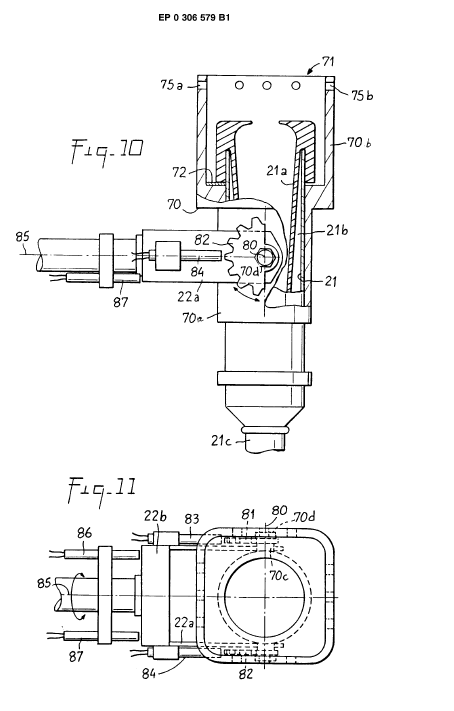 EP 0 306 579 B1
71
75a
75b
Fig. 10
70b
72
21a
70
21b
85
82
80
84
70d
21
87
22a
70a
21c
Fig. 11
22b
83
81
80
70d
86
70c
85
22a
87
84
82